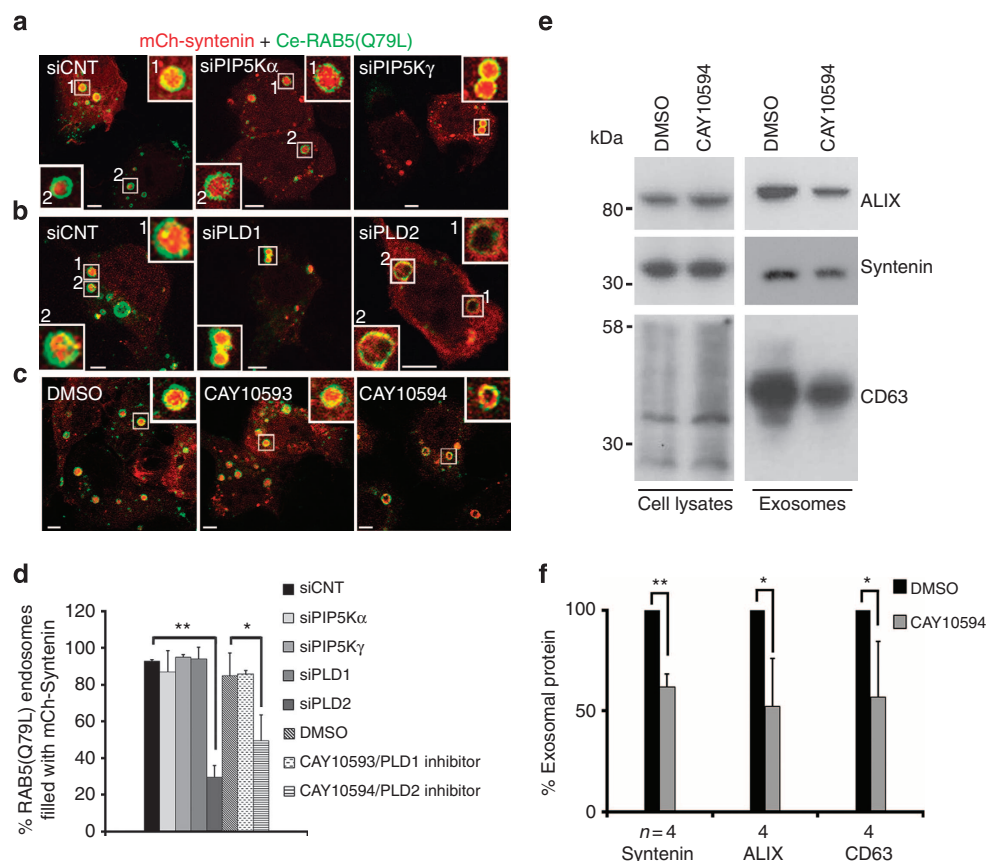 a
mCh-syntenin + Ce-RAB5(Q79L)
siCNT
1
1
2
2
siPIP5Kα
1
1
2
2
siPIP5Kγ
b
siCNT
1
1
2
2
siPLD1
siPLD2
1
2
1
2
c
DMSO
CAY10593
CAY10594
d
% RAB5(Q79L) endosomes
filled with mCh-Syntenin
120
100
80
60
40
20
0
**
*
siCNT
siPIP5Kα
siPIP5Kγ
siPLD1
siPLD2
DMSO
CAY10593/PLD1 inhibitor
CAY10594/PLD2 inhibitor
e
kDa
DMSO
CAY10594
DMSO
CAY10594
80
ALIX
30
Syntenin
58
30
CD63
Cell lysates
Exosomes
f
% Exosomal protein
100
50
0
**
*
*
DMSO
CAY10594
n = 4
4
4
Syntenin
ALIX
CD63